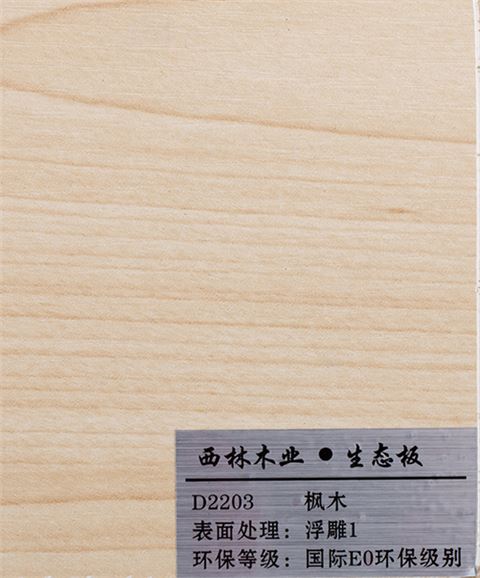 西林木业●生态板
D2203 枫木
表面处理：浮雕1
环保等级：国际E0环保级别